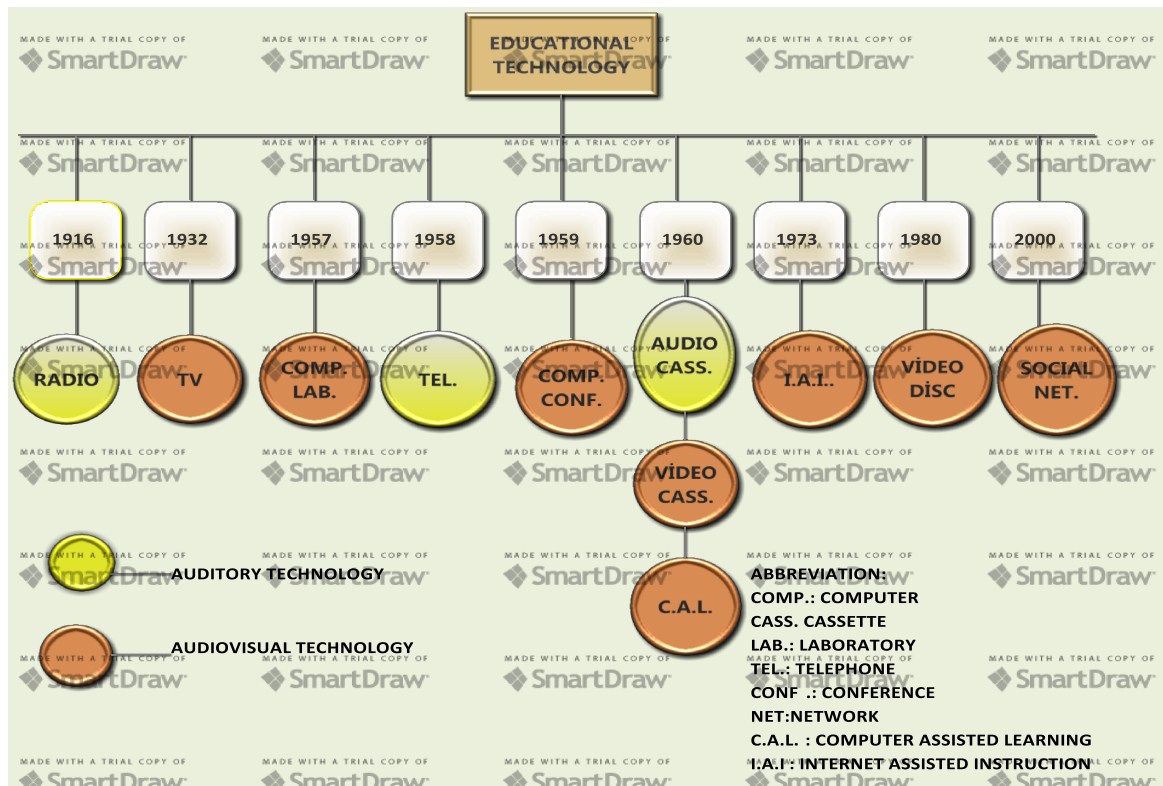 EDUCATIONAL
TECHNOLOGY
1916
1932
1957
1958
1959
1960
1973
1980
2000
RADIO
TV
COMP.
LAB.
TEL.
COMP.
CONF.
AUDIO
CASS.
I.A.I..
VİDEO
DİSC
SOCIAL
NET.
VİDEO
CASS.
C.A.L.
AUDITORY TECHNOLOGY
AUDIOVISUAL TECHNOLOGY
ABBREVIATION:
COMP.: COMPUTER
CASS. CASSETTE
LAB.: LABORATORY
TEL.: TELEPHONE
CONF .: CONFERENCE
NET:NETWORK
C.A.L. : COMPUTER ASSISTED LEARNING
I.A.I : INTERNET ASSISTED INSTRUCTION
MADE WITH A TRIAL COPY OF
SmartDraw